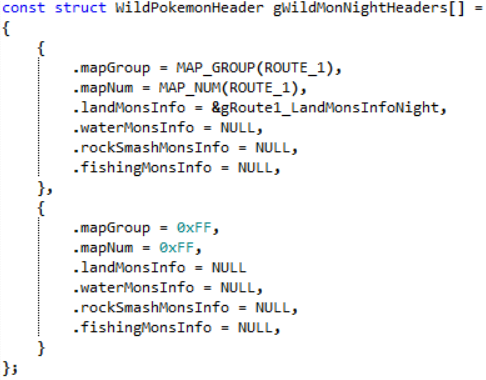 const struct WildPokemonHeader gWildMonNightHeaders[] =
{
    {
        .mapGroup = MAP_GROUP(ROUTE_1),
        .mapNum = MAP_NUM(ROUTE_1),
        .landMonsInfo = &gRoute1_LandMonsInfoNight,
        .waterMonsInfo = NULL,
        .rockSmashMonsInfo = NULL,
        .fishingMonsInfo = NULL,
    },
    {
        .mapGroup = 0xFF,
        .mapNum = 0xFF,
        .landMonsInfo = NULL
        .waterMonsInfo = NULL,
        .rockSmashMonsInfo = NULL,
        .fishingMonsInfo = NULL,
    }
};